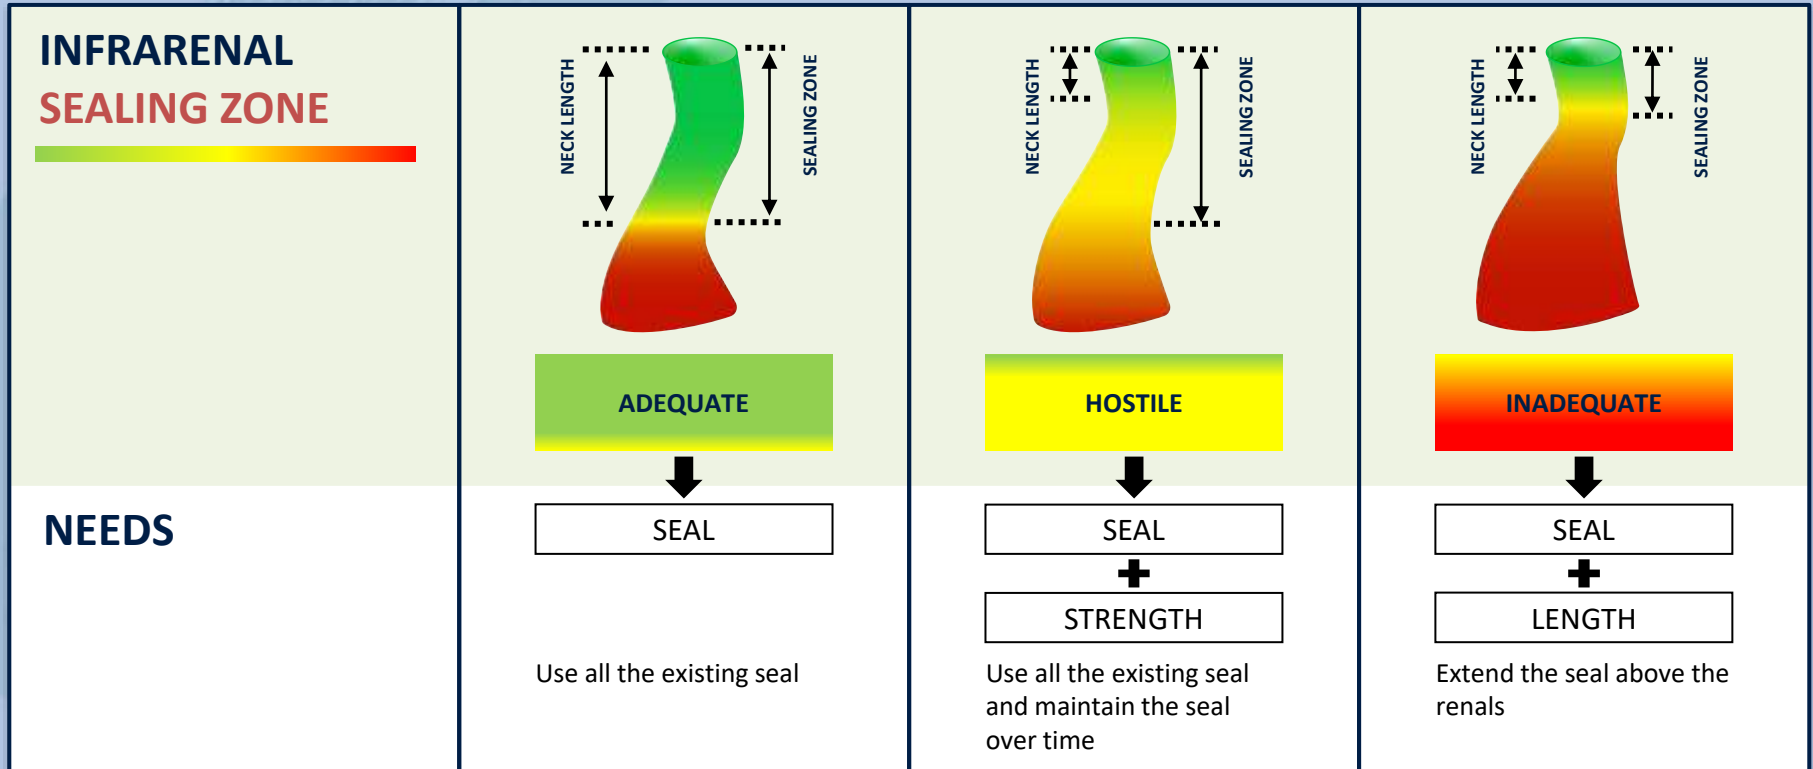 INFRARENAL
SEALING ZONE
NECK LENGTH
SEALING ZONE
ADEQUATE
NECK LENGTH
SEALING ZONE
HOSTILE
NECK LENGTH
SEALING ZONE
INADEQUATE
NEEDS
SEAL
Use all the existing seal
SEAL
STRENGTH
Use all the existing seal
and maintain the seal
over time
SEAL
LENGTH
Extend the seal above the
renals